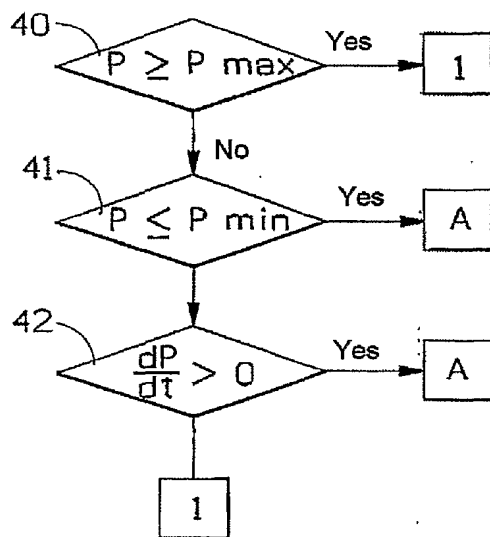 40
P ≥ P max
Yes
1
No
41
P ≤ P min
Yes
A
42
dP
dt > 0
Yes
A
1